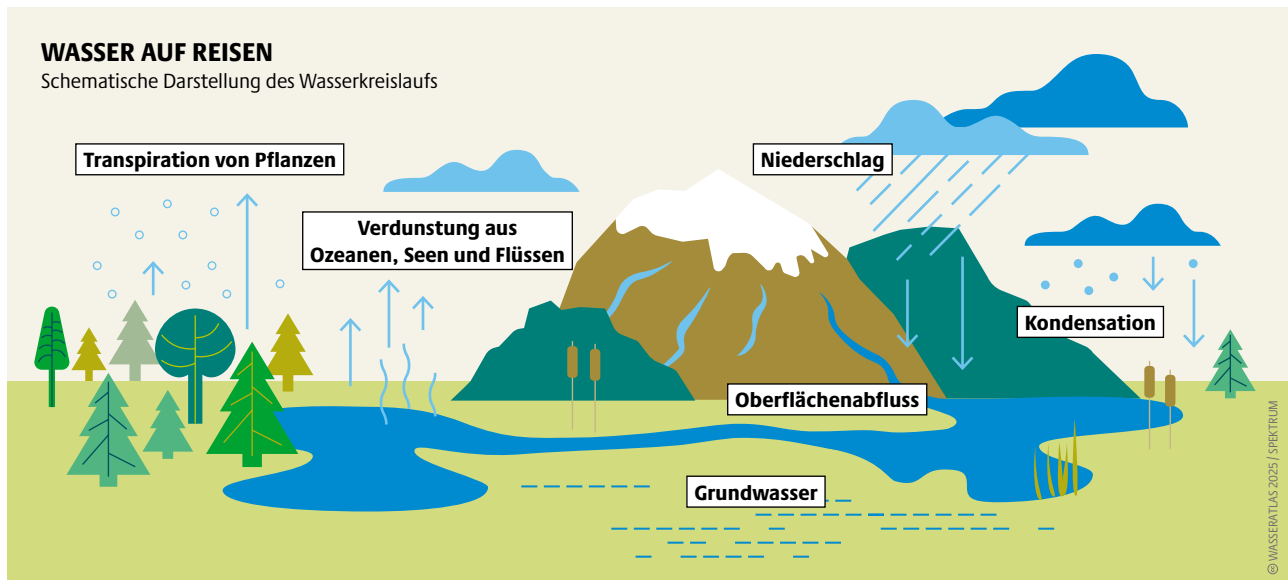 WASSER AUF REISEN
Schematische Darstellung des Wasserkreislaufs
Transpiration von Pflanzen
Niederschlag
Verdunstung aus
Ozeanen, Seen und Flüssen
Kondensation
Oberflächenabfluss
Grundwasser
© WASSERATLAS 2025 / SPEKTRUM